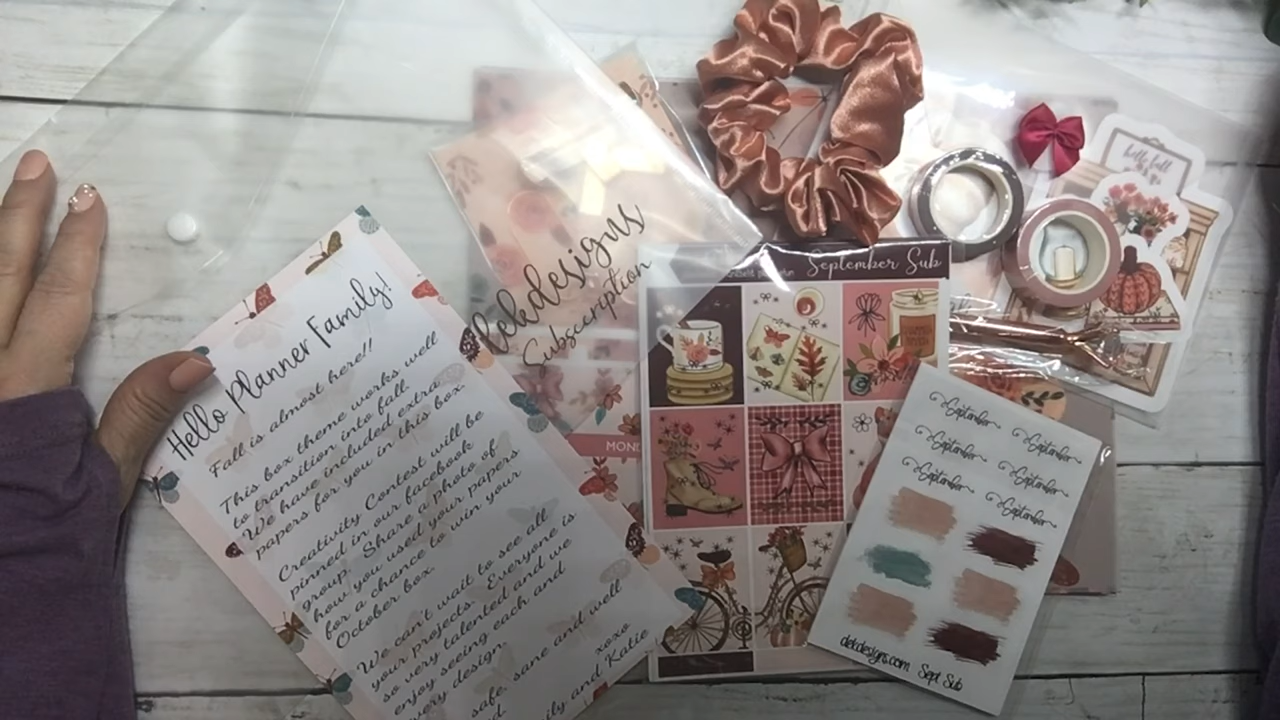 Hello Planner Family!
Fall is almost here!!
This box theme works well
to transition into fall.
We have included extra
papers for you in this box
Creativity Contest will be
pinned in our facebook
group. Share a photo of
how you used your papers
for a chance to win your
October box.
We can't wait to see all
your projects. Everyone is
so very talented and we
enjoy seeing each and
every design.
safe, sane and well
xoxo
and Katie
dekdesigns
Subscription
MON
September Sub
hello fall
September
September
September
September
September
September
dekdesigns.com Sept Sub